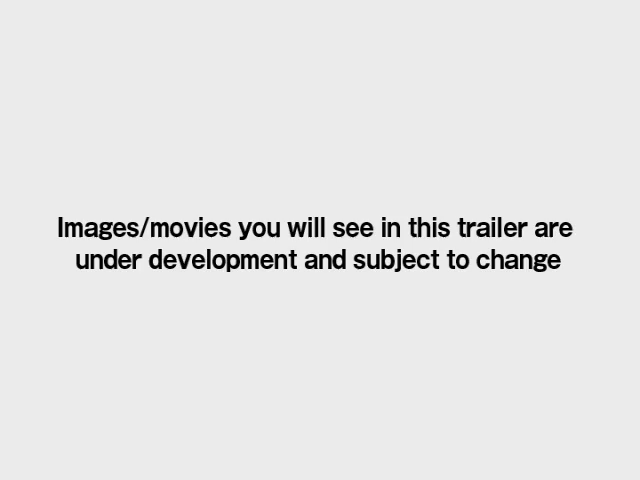 Images/movies you will see in this trailer are
under development and subject to change